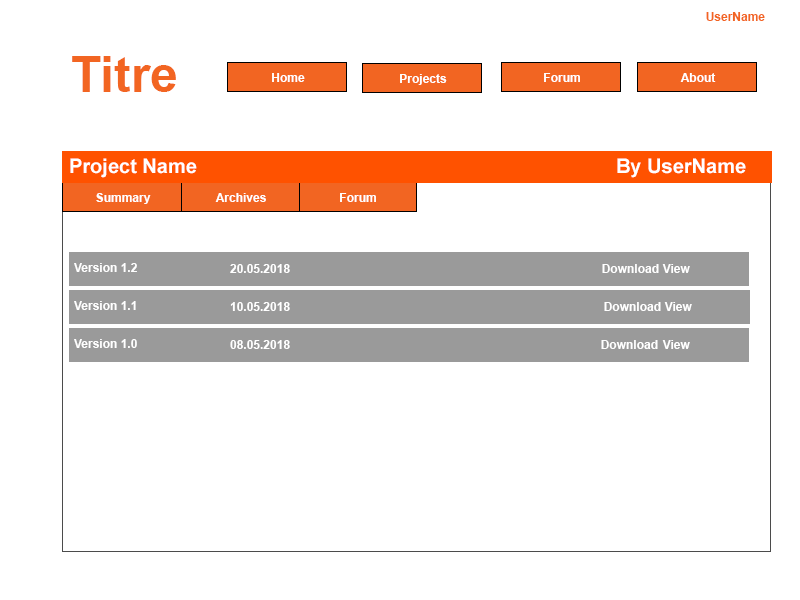 UserName
Titre Home Projects Forum About
Project Name By UserName
Summary Archives Forum
Version 1.2 20.05.2018 Download View
Version 1.1 10.05.2018 Download View
Version 1.0 08.05.2018 Download View